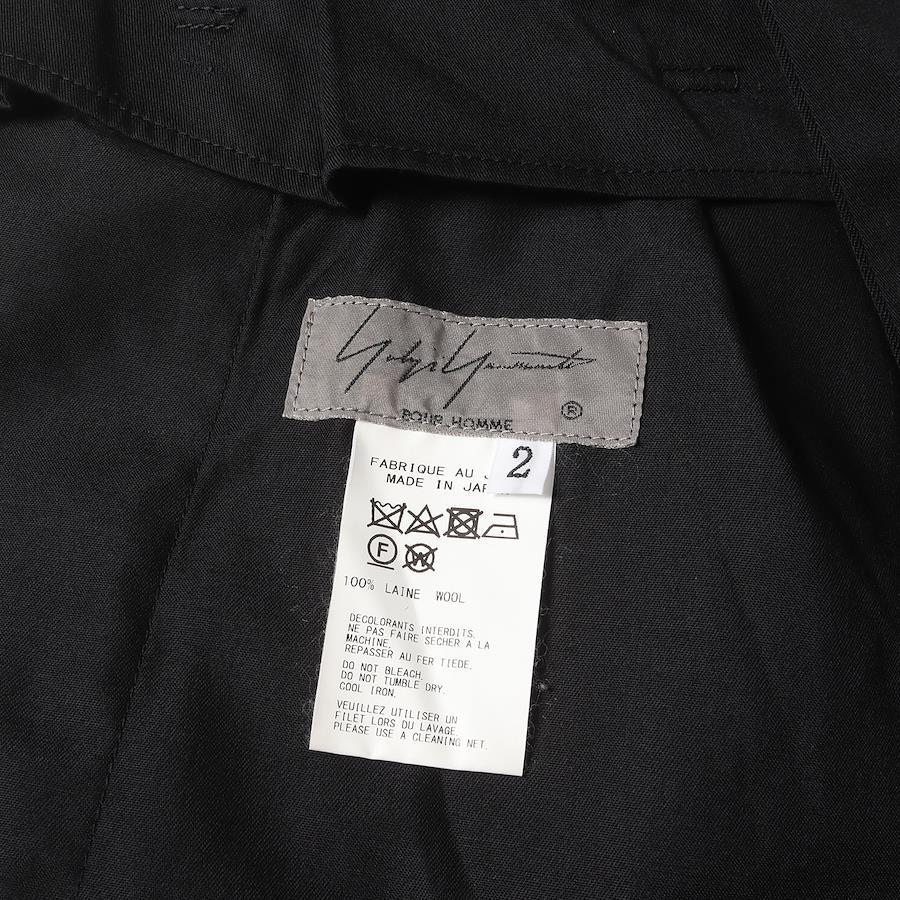 Yohji Yamamoto
POUR HOMME
®
2
FABRIQUE AU
MADE IN
F
W
100% LAINE WOOL
DECOLORANTS INTERDITS.
NE PAS FAIRE SECHER A LA
MACHINE.
REPASSER AU FER TIEDE.
DO NOT BLEACH.
DO NOT TUMBLE DRY.
COOL IRON.
VEUILLEZ UTILISER UN
FILET LORS DU LAVAGE.
PLEASE USE A CLEANING NET.